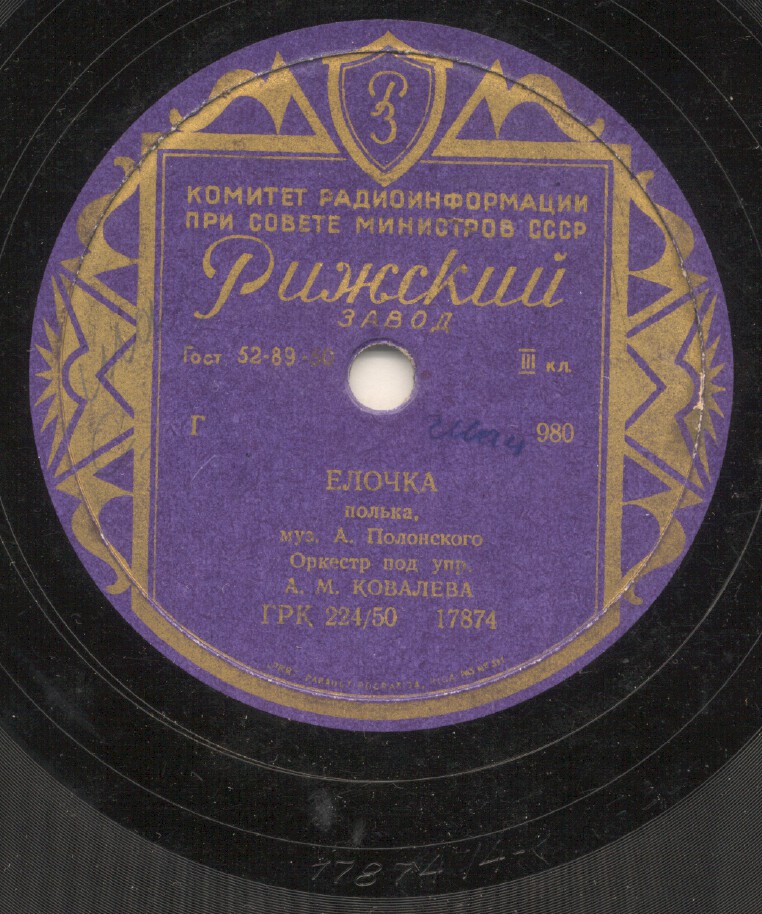 РЗ
КОМИТЕТ РАДИОИНФОРМАЦИИ
ПРИ СОВЕТЕ МИНИСТРОВ СССР
Рижский
ЗАВОД
Гост 52-89-50 III кл.
Г 980
ЕЛОЧКА
полька,
муз. А. Полонского
Оркестр под упр.
А. М. КОВАЛЕВА
ГРК 224/50 17874
17874